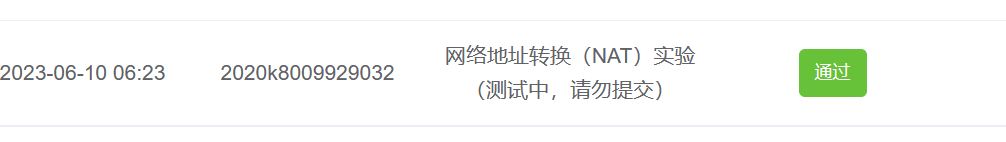 2023-06-10 06:23
2020k8009929032
网络地址转换（NAT）实验
（测试中，请勿提交）
通过